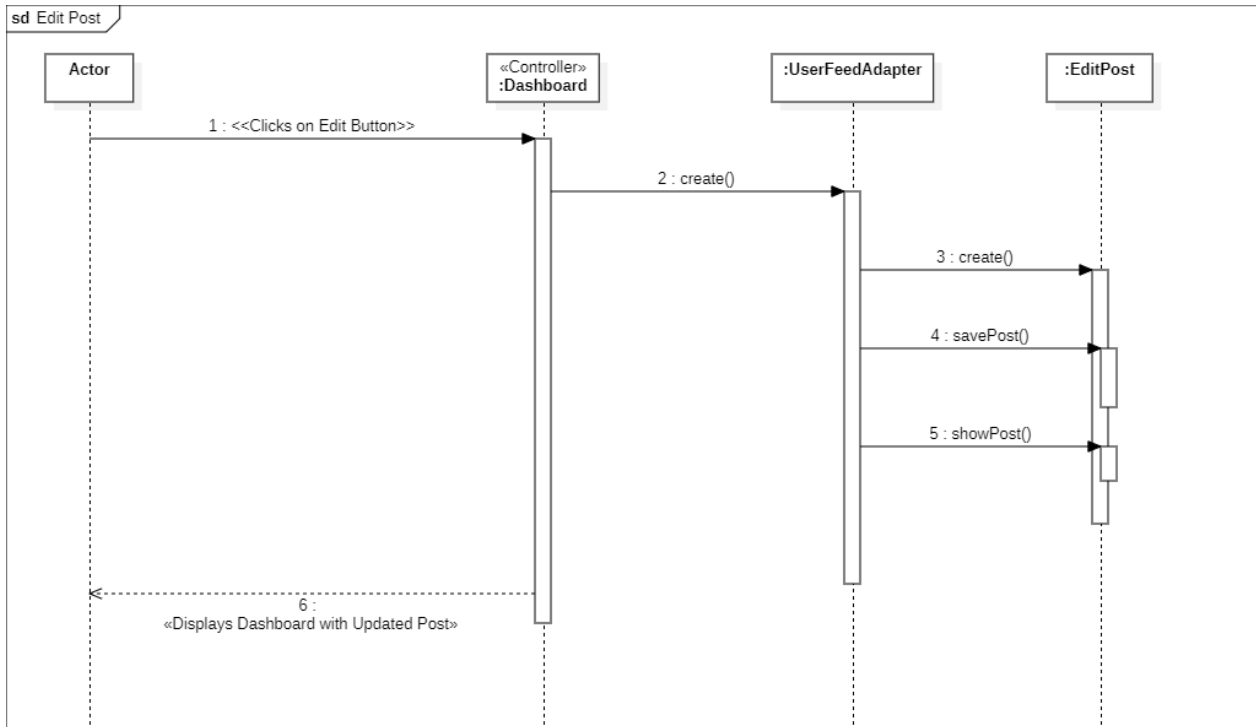 sd Edit Post
Actor
«Controller»
:Dashboard
:UserFeedAdapter
:EditPost
1 : <<Clicks on Edit Button>>
2 : create()
3 : create()
4 : savePost()
5 : showPost()
6 :
«Displays Dashboard with Updated Post»